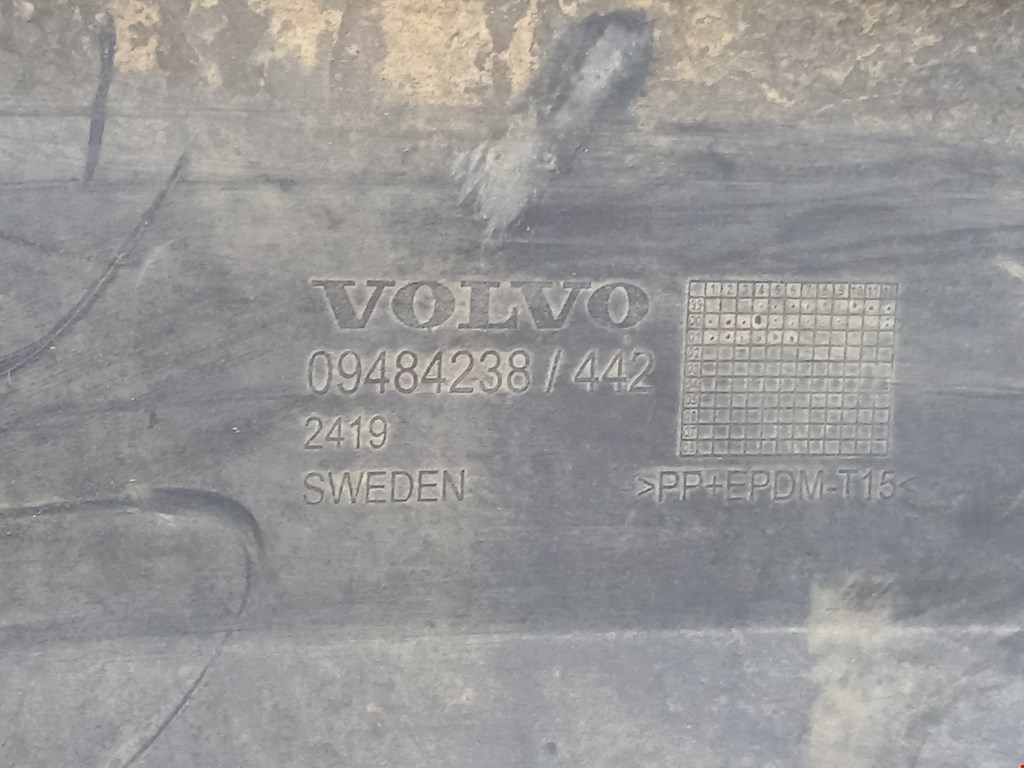 VOLVO
09484238 / 442
2419
SWEDEN
>PP+EPDM-T15<